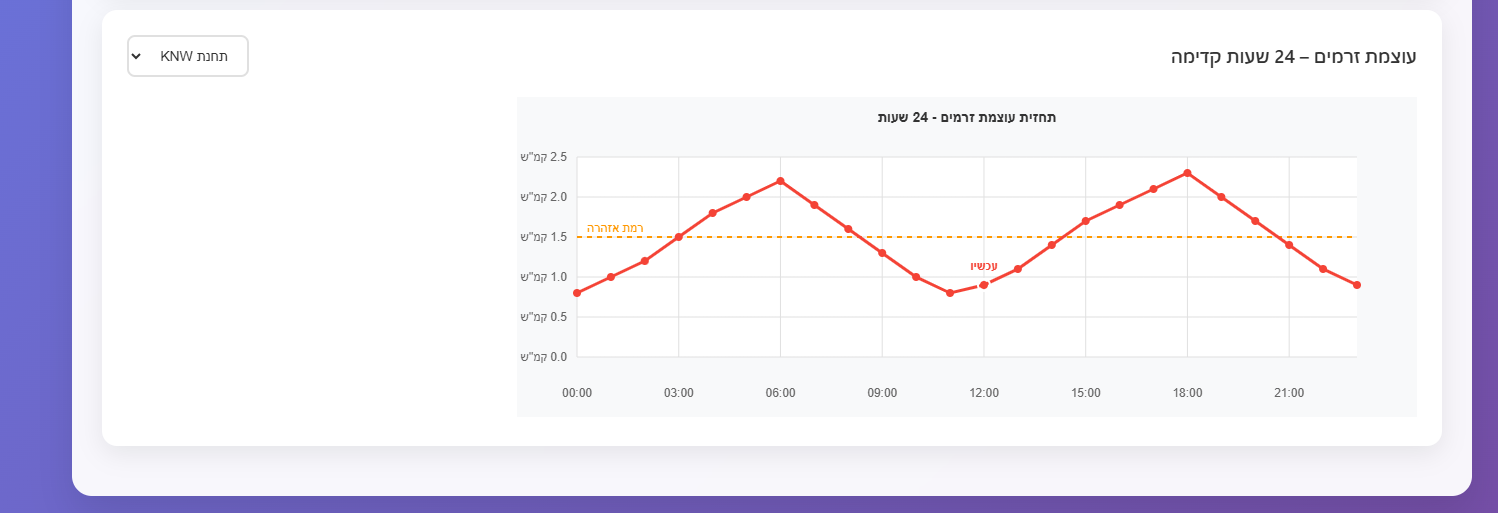 עוצמת זרמים – 24 שעות קדימה
תחנת KNW
תחזית עוצמת זרמים - 24 שעות
2.5 קמ"ש
2.0 קמ"ש
רמת אזהרה
1.5 קמ"ש
עכשיו
1.0 קמ"ש
0.5 קמ"ש
0.0 קמ"ש
00:00 03:00 06:00 09:00 12:00 15:00 18:00 21:00